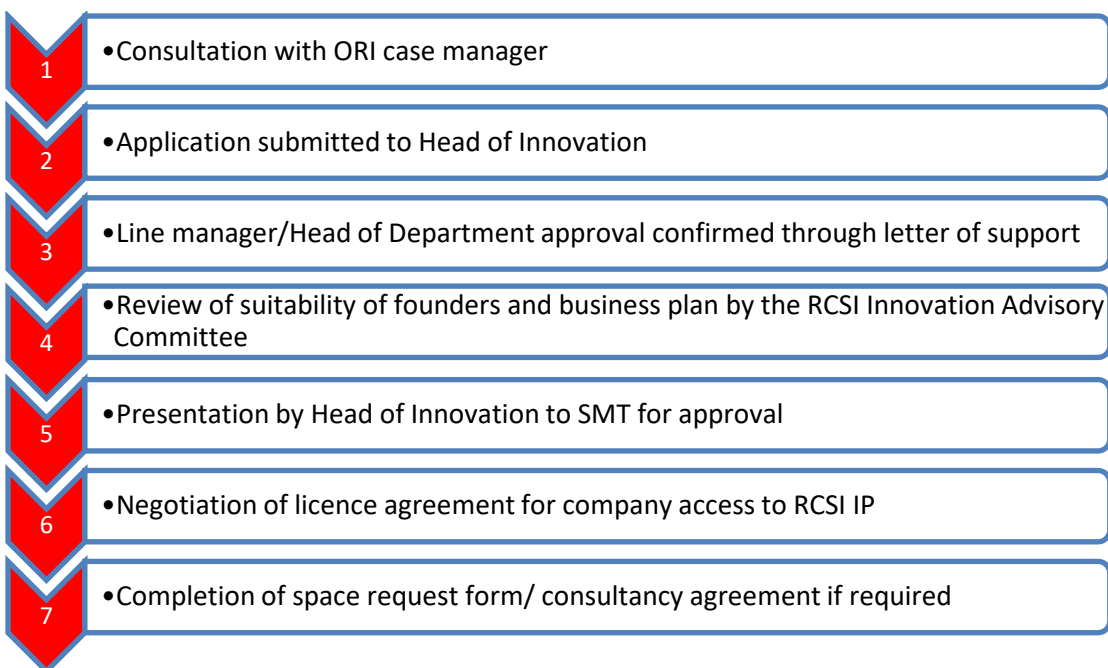 1
•Consultation with ORI case manager
2
•Application submitted to Head of Innovation
3
•Line manager/Head of Department approval confirmed through letter of support
4
•Review of suitability of founders and business plan by the RCSI Innovation Advisory
Committee
5
•Presentation by Head of Innovation to SMT for approval
6
•Negotiation of licence agreement for company access to RCSI IP
7
•Completion of space request form/ consultancy agreement if required